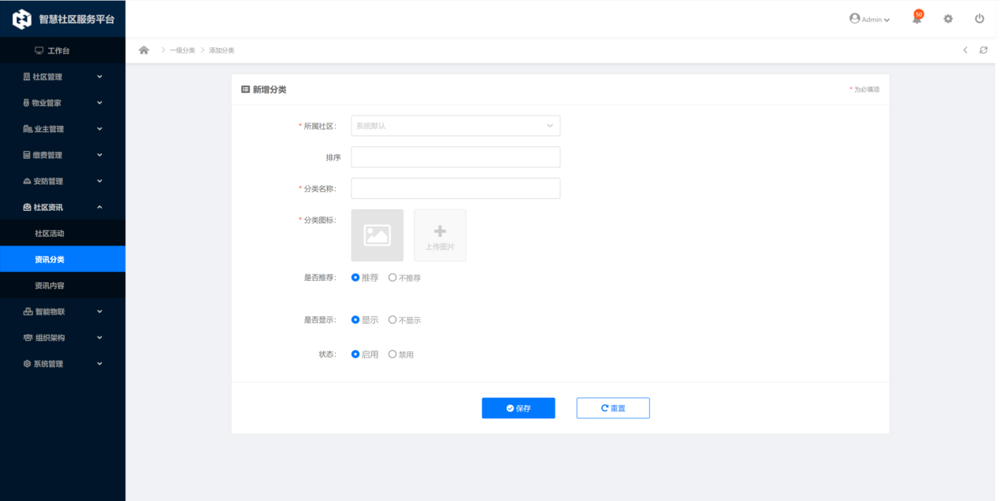 智慧社区服务平台
Admin
50
工作台
一级分类
添加分类
社区管理
物业管家
业主管理
缴费管理
安防管理
社区资讯
社区活动
资讯分类
资讯内容
智能物联
组织架构
系统管理
新增分类
* 为必填项
* 所属社区: 系统默认
排序
* 分类名称:
* 分类图标: 上传图片
是否推荐: 推荐 不推荐
是否显示: 显示 不显示
状态: 启用 禁用
保存 重置